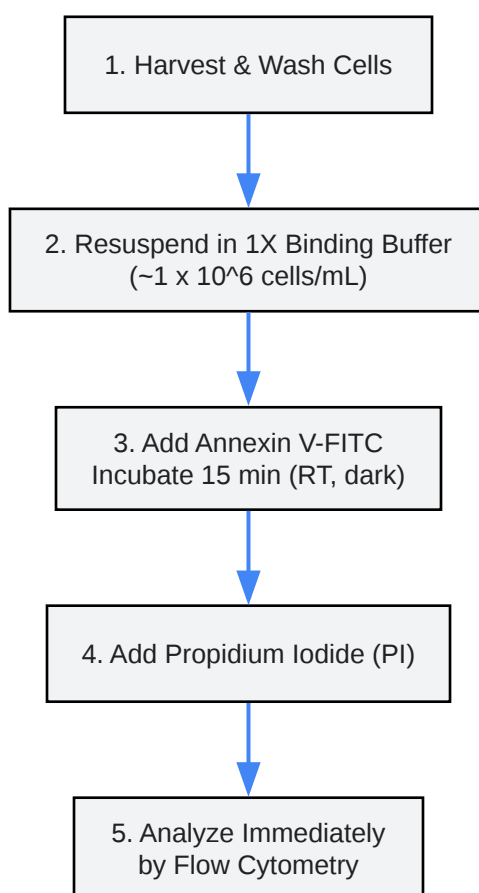 1. Harvest & Wash Cells
2. Resuspend in 1X Binding Buffer
(~1 x 10^6 cells/mL)
3. Add Annexin V-FITC
Incubate 15 min (RT, dark)
4. Add Propidium Iodide (PI)
5. Analyze Immediately
by Flow Cytometry